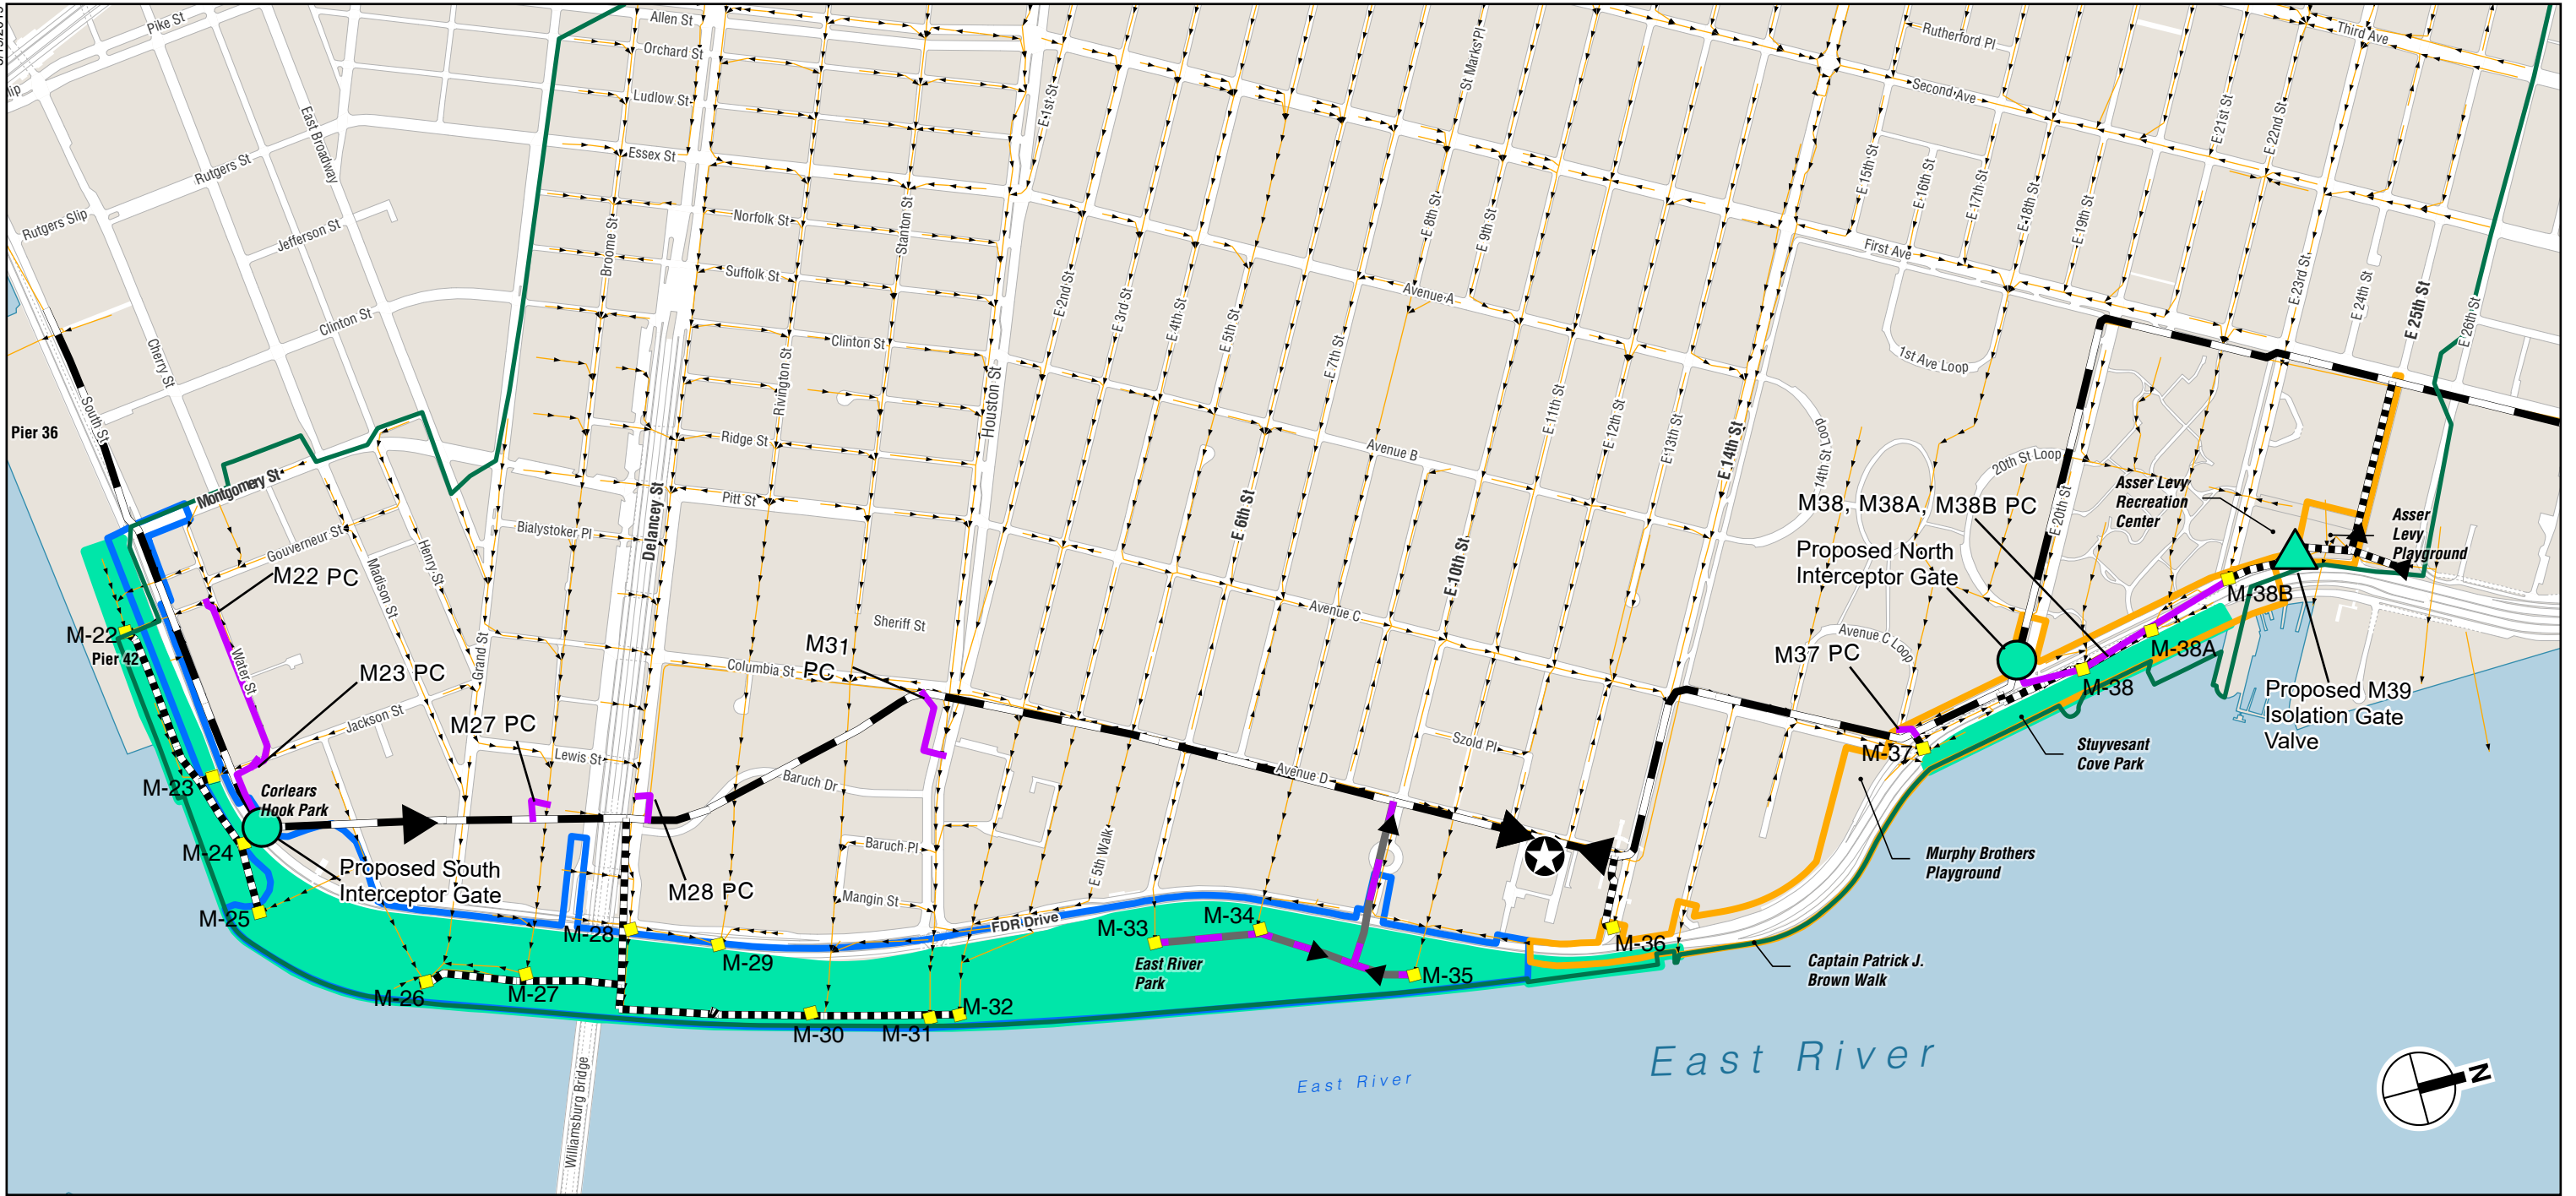 Pike St
Allen St
Orchard St
Ludlow St
Essex St
Norfolk St
Suffolk St
Clinton St
Ridge St
Pitt St
Bialystoker Pl
Sheriff St
Columbia St
Lewis St
Baruch Dr
Baruch Pl
Mangin St
East Broadway
Rutgers St
Rutgers Slip
Jefferson St
Clinton St
Cherry St
South St
Pier 36
Montgomery St
Gouverneur St
Madison St
Henry St
Grand St
Water St
Jackson St
Broome St
Delancey St
Rivington St
Stanton St
Houston St
E 1st St
E 2nd St
E 3rd St
E 4th St
E 5th St
E 6th St
E 7th St
St Marks Pl
E 8th St
E 9th St
E 10th St
E 11th St
E 12th St
E 13th St
E 14th St
E 15th St
E 16th St
E 17th St
E 18th St
E 19th St
E 20th St
E 21st St
E 22nd St
E 23rd St
E 24th St
E 25th St
E 26th St
Rutherford Pl
Third Ave
Second Ave
First Ave
1st Ave Loop
14th St Loop
20th St Loop
Avenue C Loop
Avenue A
Avenue B
Avenue C
Avenue D
Szold Pl
E 5th Walk
FDR Drive
Williamsburg Bridge
M22 PC
M23 PC
M27 PC
M28 PC
M31
PC
M37 PC
M38, M38A, M38B PC
Proposed North
Interceptor Gate
Proposed South
Interceptor Gate
Proposed M39
Isolation Gate
Valve
Asser Levy
Recreation
Center
Asser
Levy
Playground
Stuyvesant
Cove Park
Murphy Brothers
Playground
Captain Patrick J.
Brown Walk
East River
Park
Corlears
Hook Park
Pier 42
M-22
M-23
M-24
M-25
M-26
M-27
M-28
M-29
M-30
M-31
M-32
M-33
M-34
M-35
M-36
M-37
M-38
M-38A
M-38B
East River
East River
N